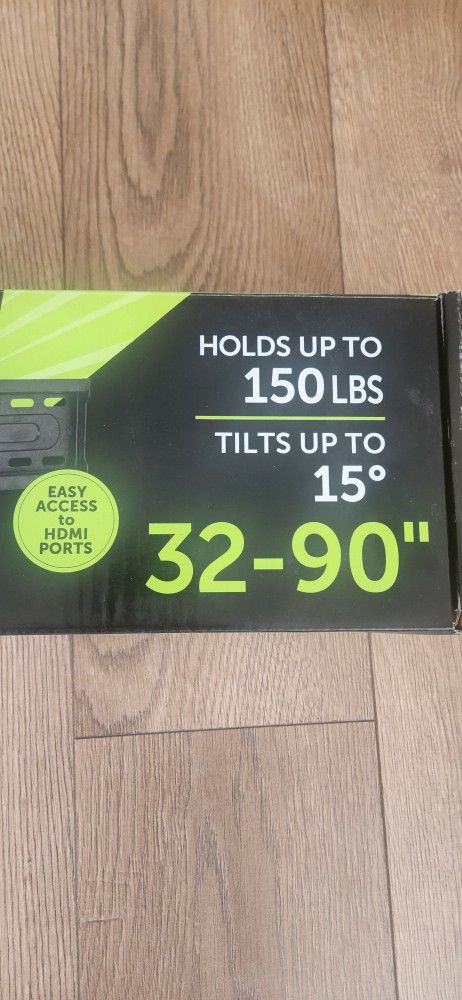 HOLDS UP TO
150 LBS
TILTS UP TO
15°
EASY
ACCESS
to
HDMI
PORTS
32-90"